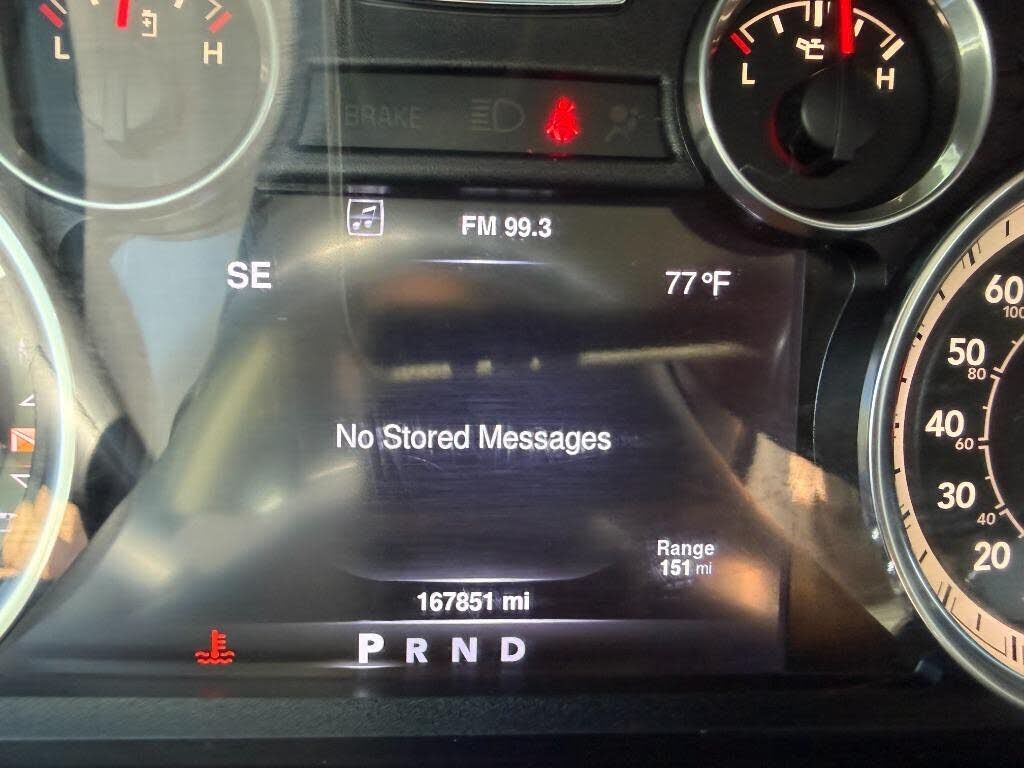 L H
L H
BRAKE
FM 99.3
SE
77 °F
60
100
50
80
No Stored Messages
40
60
30
40
20
Range
151 mi
167851 mi
P R N D